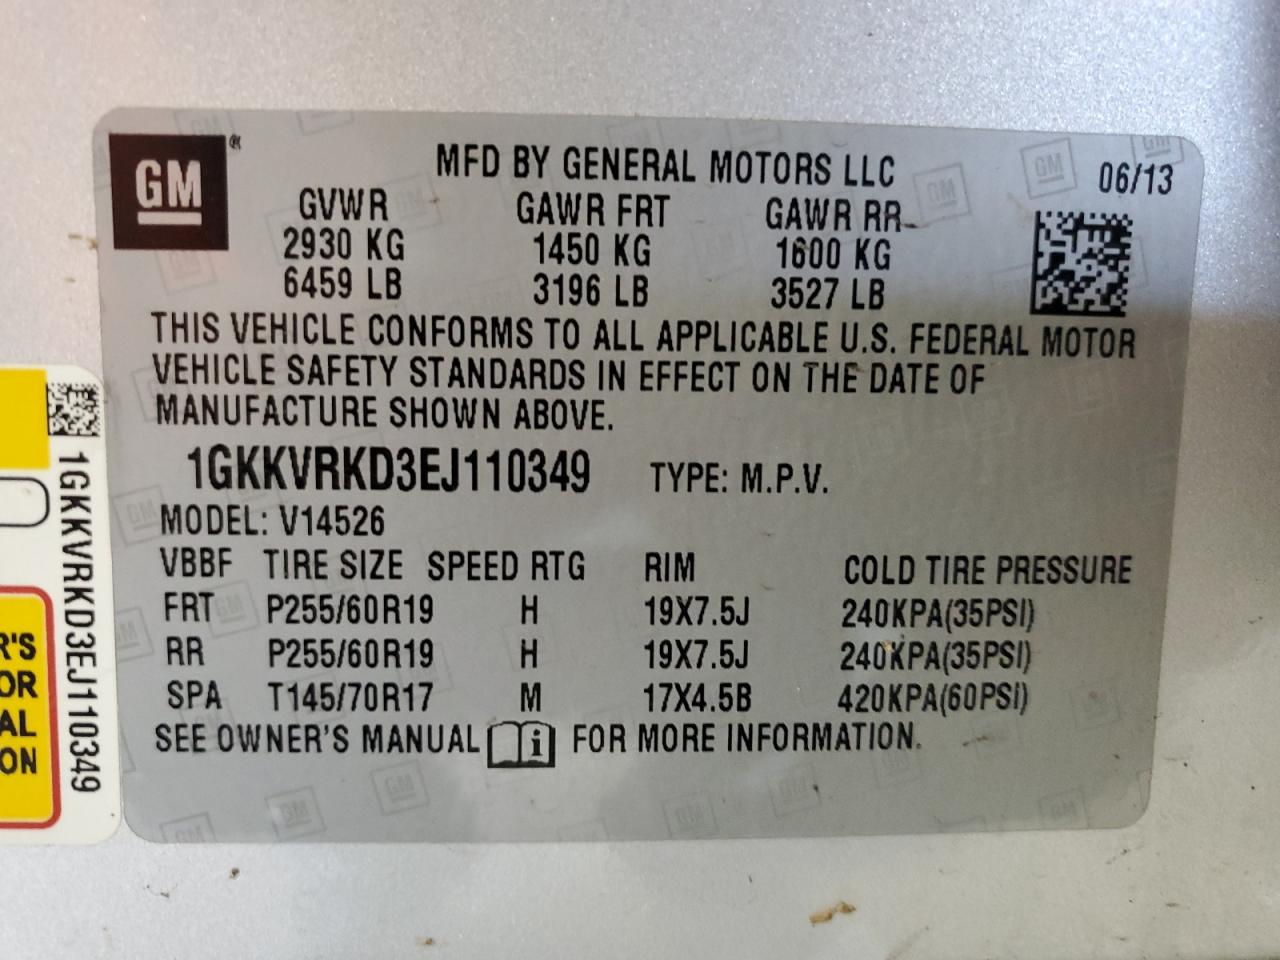 GM
MFD BY GENERAL MOTORS LLC
06/13
GVWR GAWR FRT GAWR RR
2930 KG 1450 KG 1600 KG
6459 LB 3196 LB 3527 LB
THIS VEHICLE CONFORMS TO ALL APPLICABLE U.S. FEDERAL MOTOR
VEHICLE SAFETY STANDARDS IN EFFECT ON THE DATE OF
MANUFACTURE SHOWN ABOVE.
1GKKVRKD3EJ110349 TYPE: M.P.V.
MODEL: V14526
VBBF TIRE SIZE SPEED RTG RIM COLD TIRE PRESSURE
FRT P255/60R19 H 19X7.5J 240KPA(35PSI)
RR P255/60R19 H 19X7.5J 240KPA(35PSI)
SPA T145/70R17 M 17X4.5B 420KPA(60PSI)
SEE OWNER'S MANUAL i FOR MORE INFORMATION.
1GKKVRKD3EJ110349
R'S
OR
AL
ON